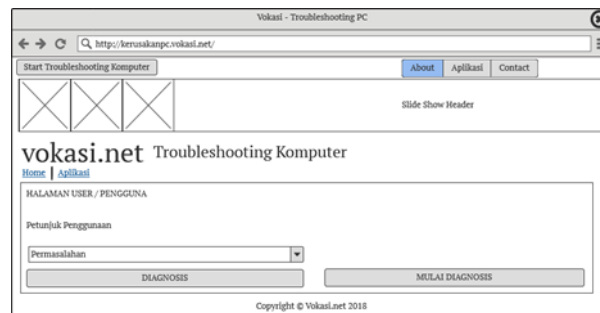 Vokasi - Troubleshooting PC
http://kerusakanpc.vokasi.net/
Start Troubleshooting Komputer
About Aplikasi Contact
Slide Show Header
vokasi.net Troubleshooting Komputer
Home | Aplikasi
HALAMAN USER / PENGGUNA
Petunjuk Penggunaan
Permasalahan
DIAGNOSIS MULAI DIAGNOSIS
Copyright © Vokasi.net 2018